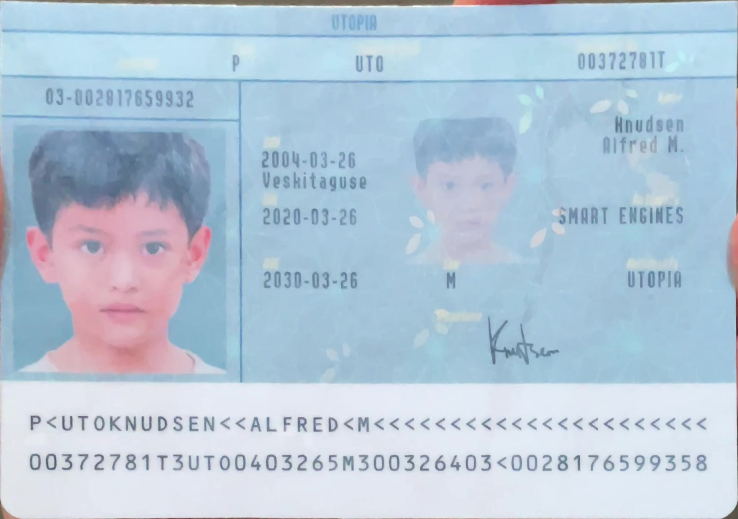 UTOPIA
P UTO 00372781T
03-002817659932
Knudsen
Alfred M.
2004-03-26
Veskitaguse
2020-03-26 SMART ENGINES
2030-03-26 M UTOPIA
Knudsen
P<UTOKNUDSEN<<ALFRED<M<<<<<<<<<<<<<<<<<<<<<<
00372781T3UTO0403265M300326403<0028176599358